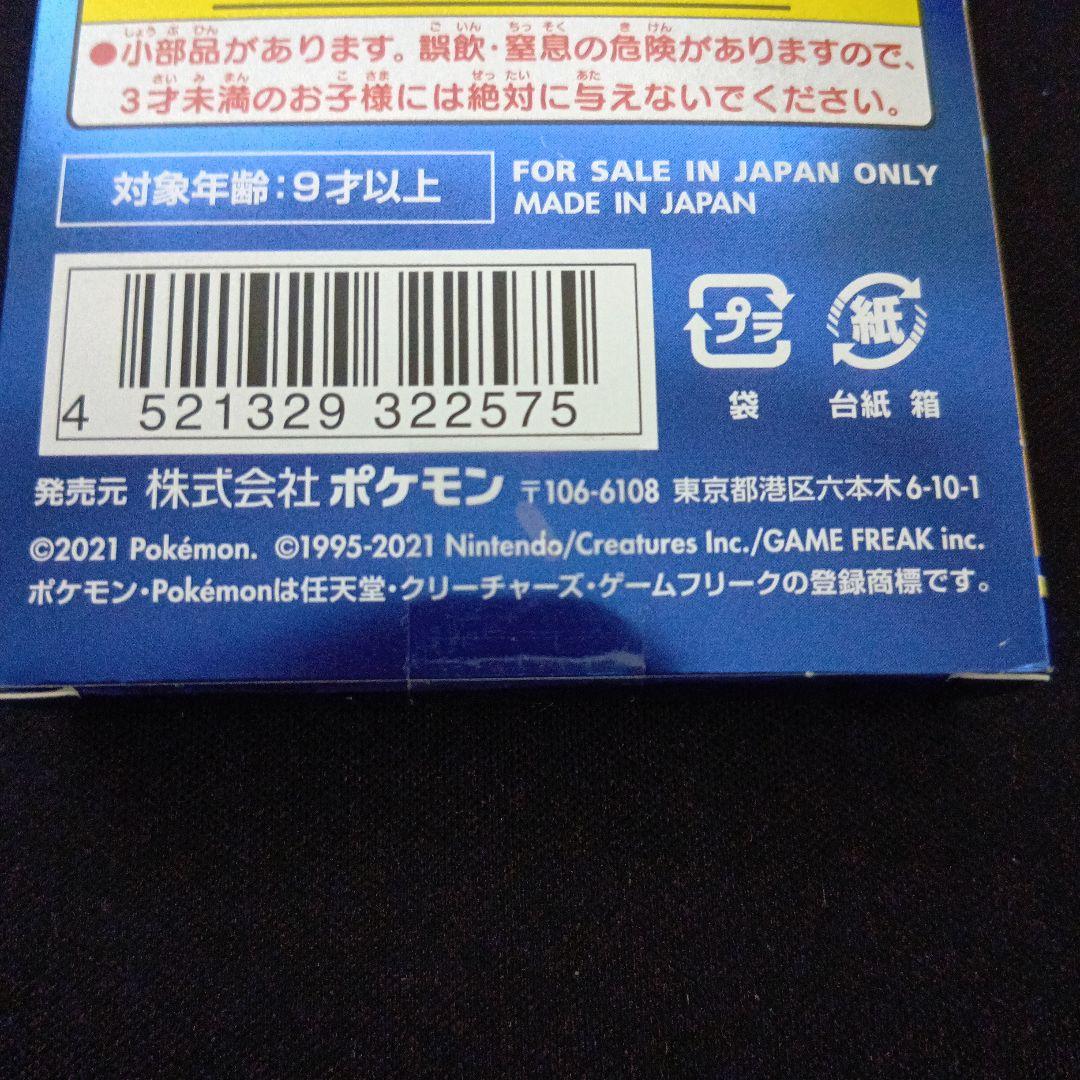 ●小部品があります。誤飲・窒息の危険がありますので、
3才未満のお子様には絶対に与えないでください。
対象年齢：9才以上
FOR SALE IN JAPAN ONLY
MADE IN JAPAN
4 521329 322575
プラ
袋
紙
台紙 箱
発売元 株式会社ポケモン 〒106-6108 東京都港区六本木6-10-1
©2021 Pokémon. ©1995-2021 Nintendo/Creatures Inc./GAME FREAK inc.
ポケモン・Pokémonは任天堂・クリーチャーズ・ゲームフリークの登録商標です。